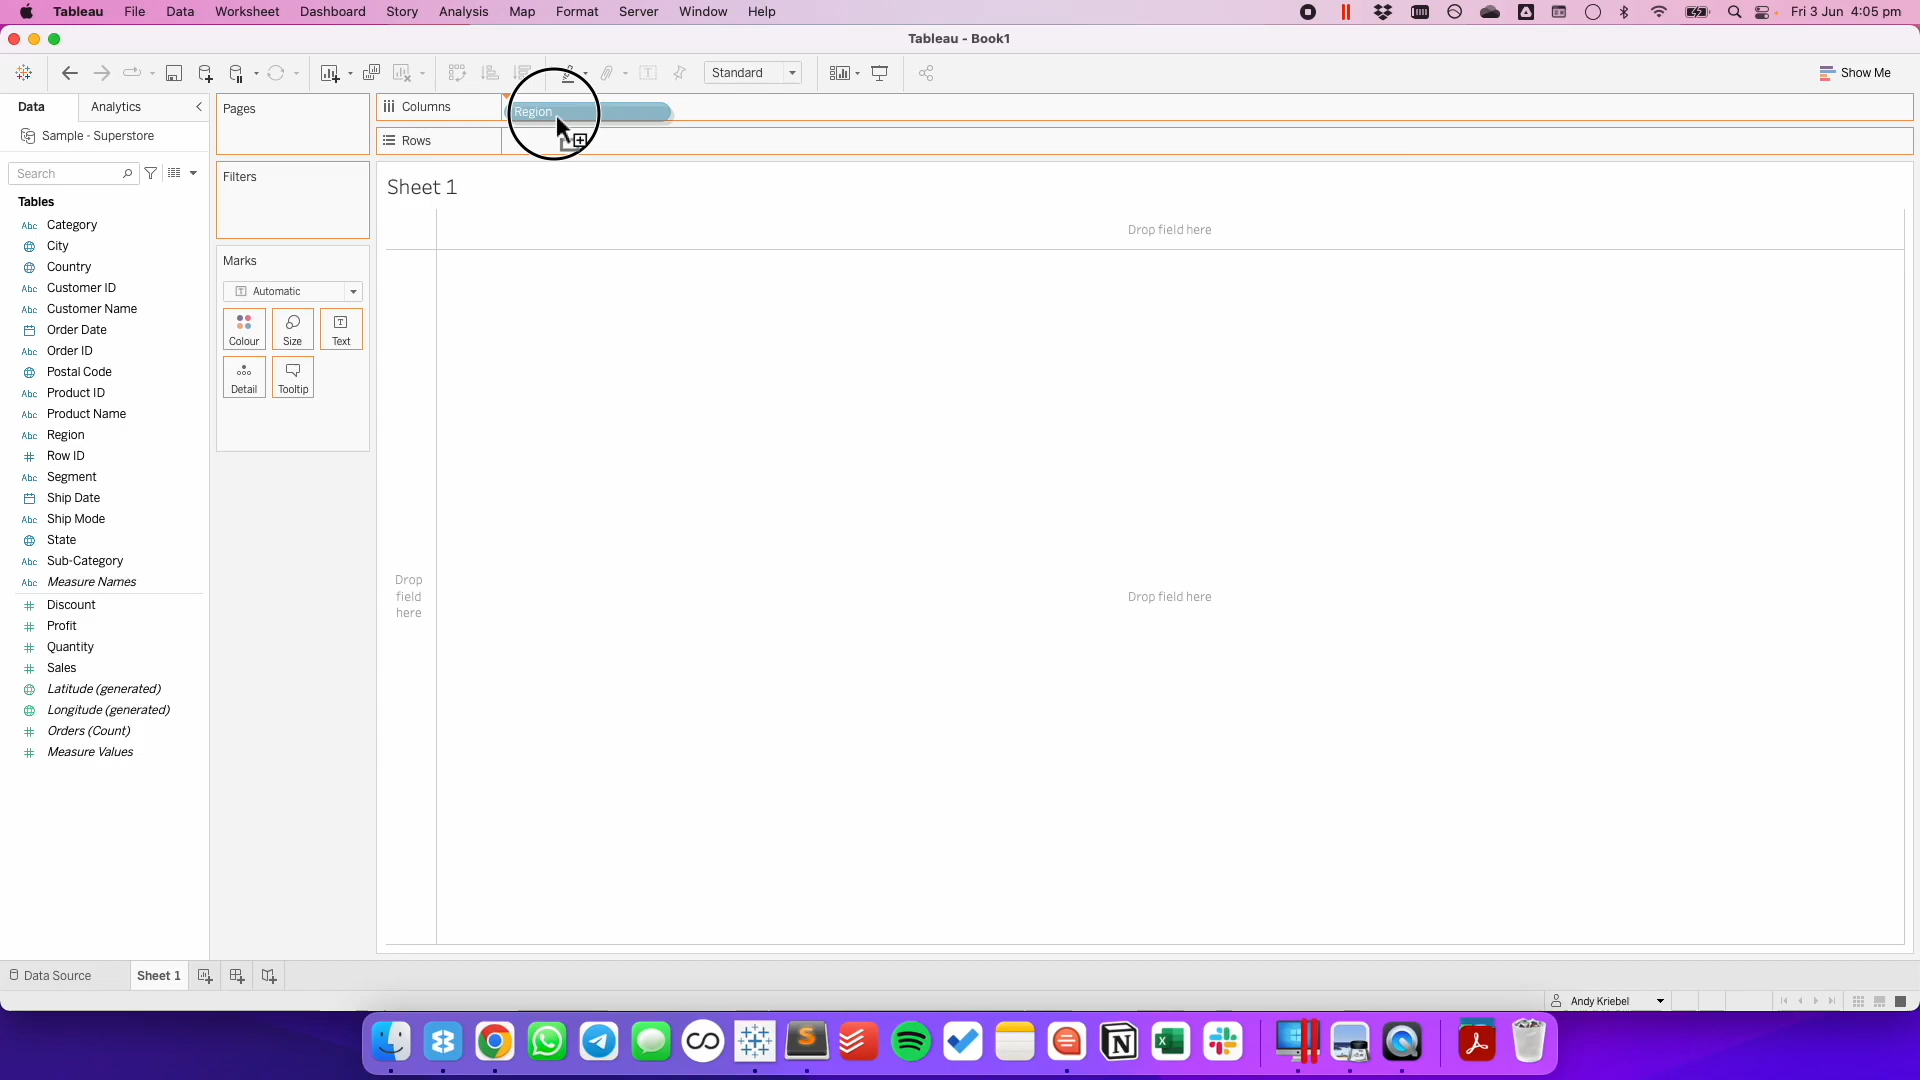 Tableau File Data Worksheet Dashboard Story Analysis Map Format Server Window Help Fri 3 Jun 4:05 pm
Tableau - Book1
Standard Show Me
Data Analytics Pages Columns Region
Sample - Superstore Rows
Search Filters Sheet 1
Tables
Category
City
Country
Customer ID
Customer Name
Order Date
Order ID
Postal Code
Product ID
Product Name
Region
Row ID
Segment
Ship Date
Ship Mode
State
Sub-Category
Measure Names
Discount
Profit
Quantity
Sales
Latitude (generated)
Longitude (generated)
Orders (Count)
Measure Values
Marks
Automatic
Colour Size Text
Detail Tooltip
Drop field here
Drop
field
here
Drop field here
Data Source Sheet 1
Andy Kriebel